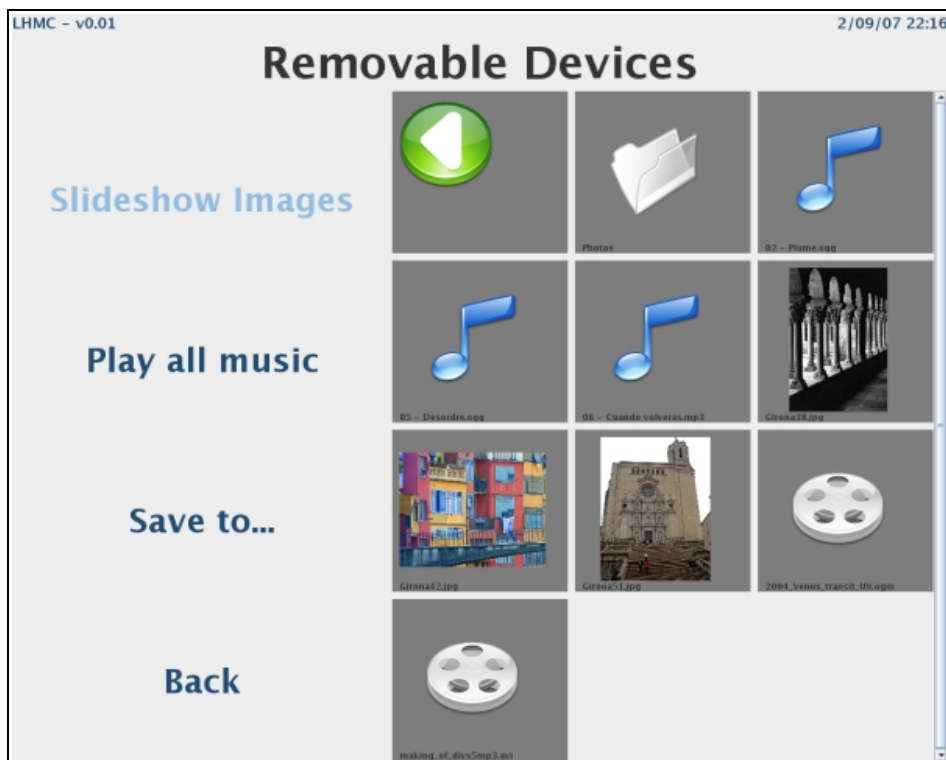 LHMC - v0.01
2/09/07 22:16
Removable Devices
Slideshow Images
Photos
02 - Plume.ogg
Play all music
05 - Desordre.ogg
06 - Cuando volveras.mp3
Girona38.jpg
Save to...
Girona42.jpg
Girona51.jpg
2004_Venus_transit_UV.ogm
Back
making_of_divx5mp3.avi